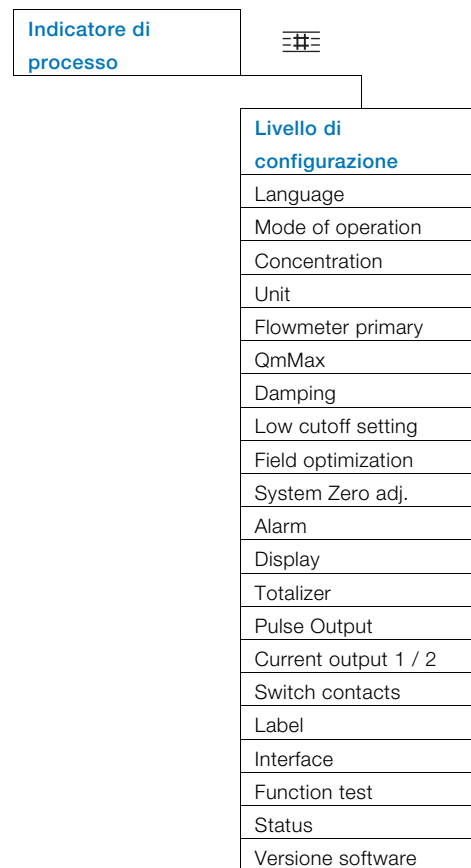 Indicatore di
processo
Livello di
configurazione
Language
Mode of operation
Concentration
Unit
Flowmeter primary
QmMax
Damping
Low cutoff setting
Field optimization
System Zero adj.
Alarm
Display
Totalizer
Pulse Output
Current output 1 / 2
Switch contacts
Label
Interface
Function test
Status
Versione software